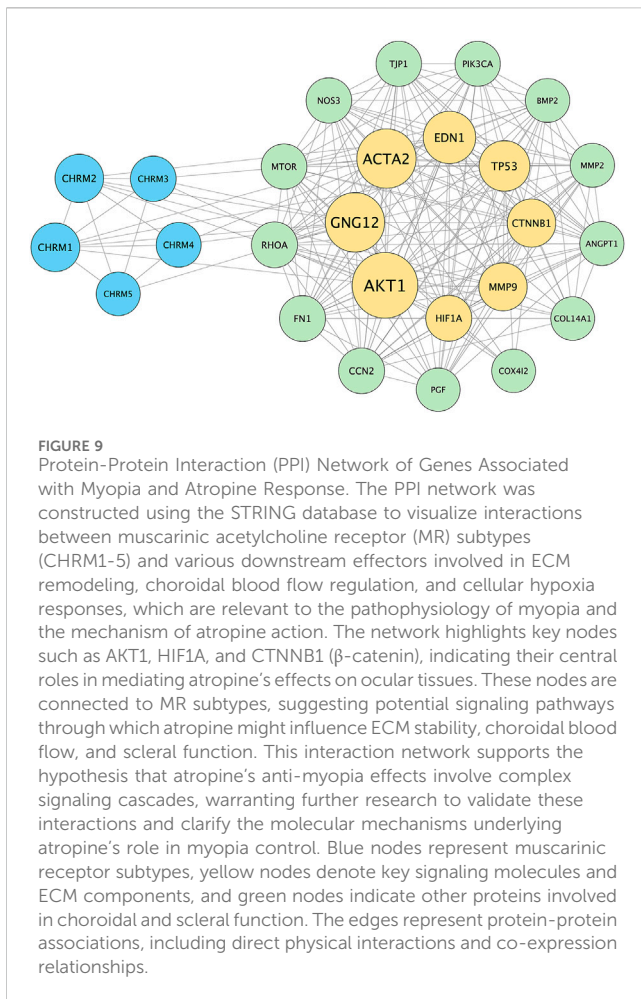 TJP1
PIK3CA
NOS3
BMP2
EDN1
ACTA2
TP53
MTOR
MMP2
CHRM2
CHRM3
GNG12
CTNNB1
CHRM1
CHRM4
RHOA
ANGPT1
CHRM5
AKT1
MMP9
FN1
HIF1A
COL14A1
CCN2
COX4I2
PGF
FIGURE 9
Protein-Protein Interaction (PPI) Network of Genes Associated
with Myopia and Atropine Response. The PPI network was
constructed using the STRING database to visualize interactions
between muscarinic acetylcholine receptor (MR) subtypes
(CHRM1-5) and various downstream effectors involved in ECM
remodeling, choroidal blood flow regulation, and cellular hypoxia
responses, which are relevant to the pathophysiology of myopia and
the mechanism of atropine action. The network highlights key nodes
such as AKT1, HIF1A, and CTNNB1 (β-catenin), indicating their central
roles in mediating atropine’s effects on ocular tissues. These nodes are
connected to MR subtypes, suggesting potential signaling pathways
through which atropine might influence ECM stability, choroidal blood
flow, and scleral function. This interaction network supports the
hypothesis that atropine’s anti-myopia effects involve complex
signaling cascades, warranting further research to validate these
interactions and clarify the molecular mechanisms underlying
atropine’s role in myopia control. Blue nodes represent muscarinic
receptor subtypes, yellow nodes denote key signaling molecules and
ECM components, and green nodes indicate other proteins involved
in choroidal and scleral function. The edges represent protein-protein
associations, including direct physical interactions and co-expression
relationships.